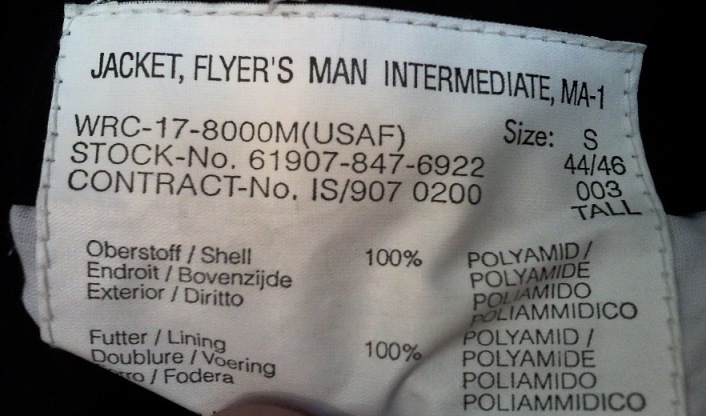 JACKET, FLYER'S MAN INTERMEDIATE, MA-1
WRC-17-8000M(USAF) Size: S
STOCK-No. 61907-847-6922 44/46
CONTRACT-No. IS/907 0200 003
TALL
Oberstoff / Shell 100% POLYAMID /
Endroit / Bovenzijde POLYAMIDE
Exterior / Diritto POLIAMIDO
POLIAMMIDICO
Futter / Lining 100% POLYAMID /
Doublure / Voering POLYAMIDE
/ Fodera POLIAMIDO
POLIAMMIDICO